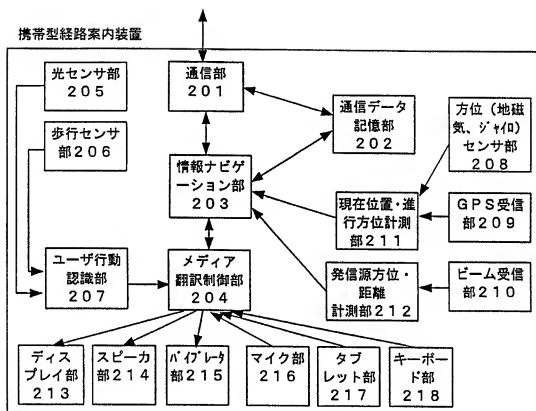 携帯型経路案内装置
光センサ部
205
通信部
201
通信データ
記憶部
202
方位(地磁
気、ｼﾞｬｲﾛ)
センサ部
208
歩行センサ
部206
情報ナビゲ
ーション部
203
現在位置・進
行方位計測
部211
GPS受信
部209
ユーザ行動
認識部
207
メディア
翻訳制御部
204
発信源方位・
距離
計測部212
ビーム受信
部210
ディス
プレイ部
213
スピーカ
部214
ﾊﾞｲﾌﾞﾚｰﾀ
部215
マイク部
216
タブ
レット部
217
キーボー
ド部
218